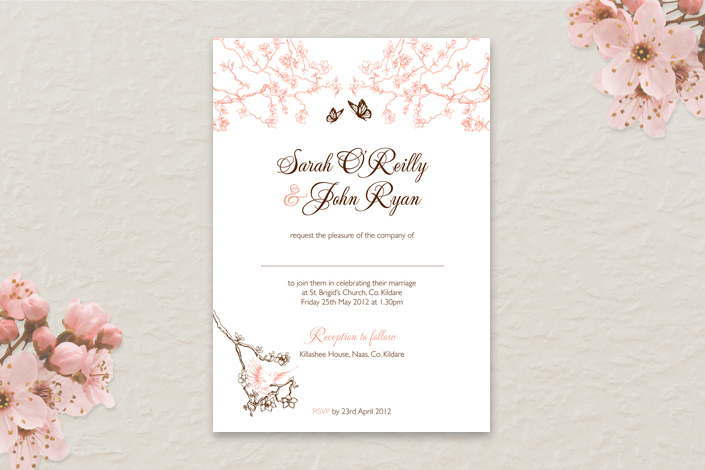 Sarah O'Reilly
& John Ryan
request the pleasure of the company of
to join them in celebrating their marriage
at St. Brigid's Church, Co. Kildare
Friday 25th May 2012 at 1.30pm
Reception to follow
Killashee House, Naas, Co. Kildare
RSVP by 23rd April 2012